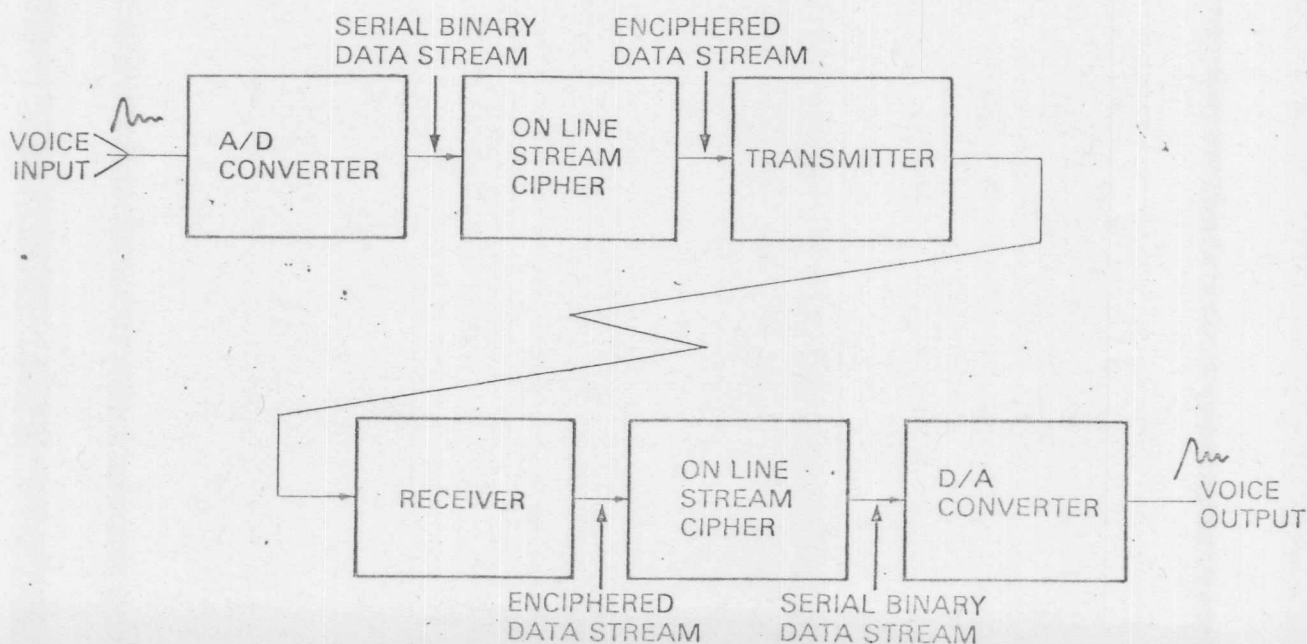 SERIAL BINARY
DATA STREAM
ENCIPHERED
DATA STREAM
VOICE
INPUT
A/D
CONVERTER
ON LINE
STREAM
CIPHER
TRANSMITTER
RECEIVER
ON LINE
STREAM
CIPHER
D/A
CONVERTER
VOICE
OUTPUT
ENCIPHERED
DATA STREAM
SERIAL BINARY
DATA STREAM